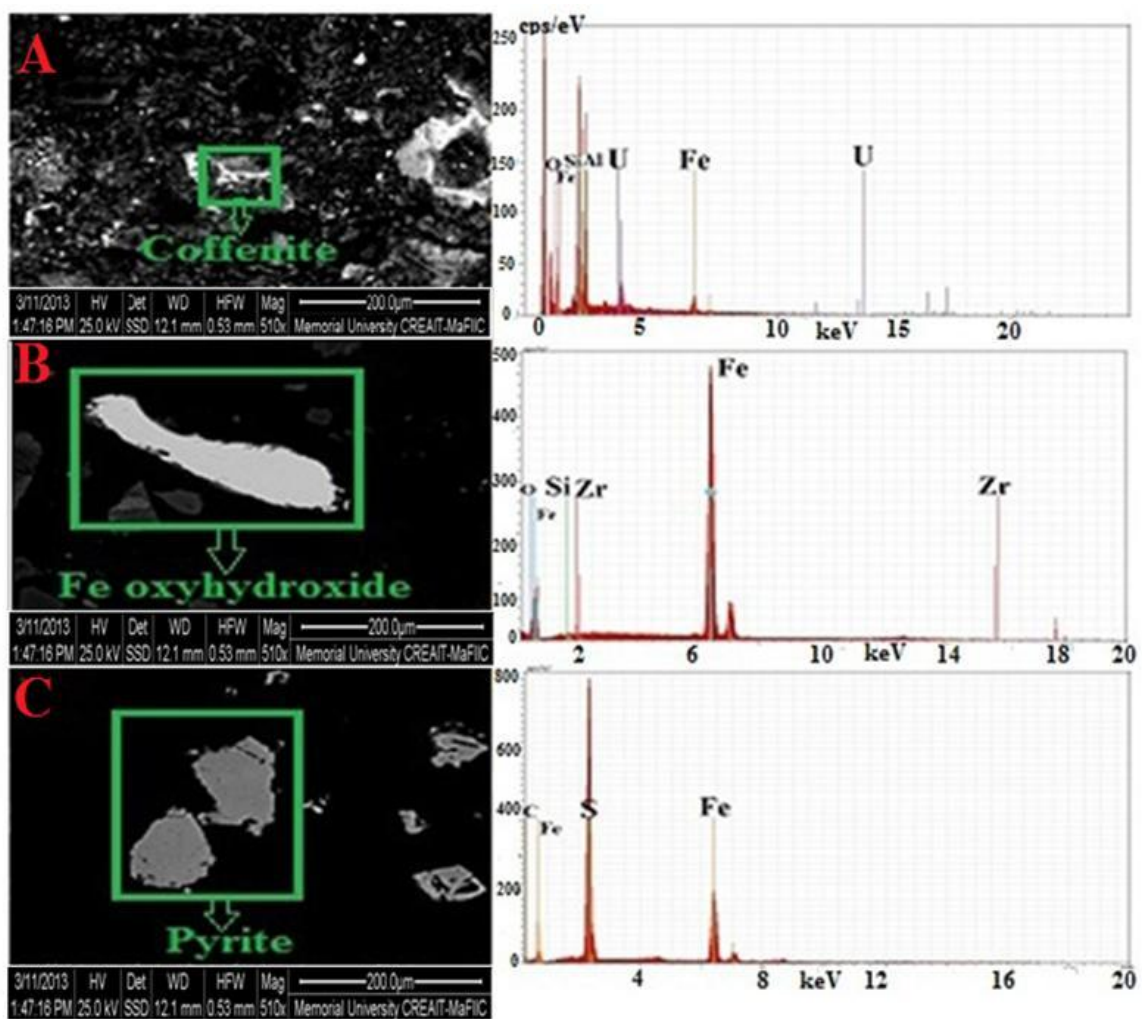 A
Coffenite
3/11/2013 HV Det WD HFW Mag 200.0µm
1:47:16 PM 25.0 kV SSD 12.1 mm 0.53 mm 510x Memorial University CREAIT-MaFIIC
cps/eV
250
200
150
100
50
0
O Fe Si Al U Fe U
0 5 10 keV 15 20
B
Fe oxyhydroxide
3/11/2013 HV Det WD HFW Mag 200.0µm
1:47:16 PM 25.0 kV SSD 12.1 mm 0.53 mm 510x Memorial University CREAIT-MaFIIC
500
400
300
200
100
0
O Fe Si Zr Fe Zr
2 6 10 keV 14 18 20
C
Pyrite
3/11/2013 HV Det WD HFW Mag 200.0µm
1:47:16 PM 25.0 kV SSD 12.1 mm 0.53 mm 510x Memorial University CREAIT-MaFIIC
800
600
400
200
0
C Fe S Fe
4 8 keV 12 16 20